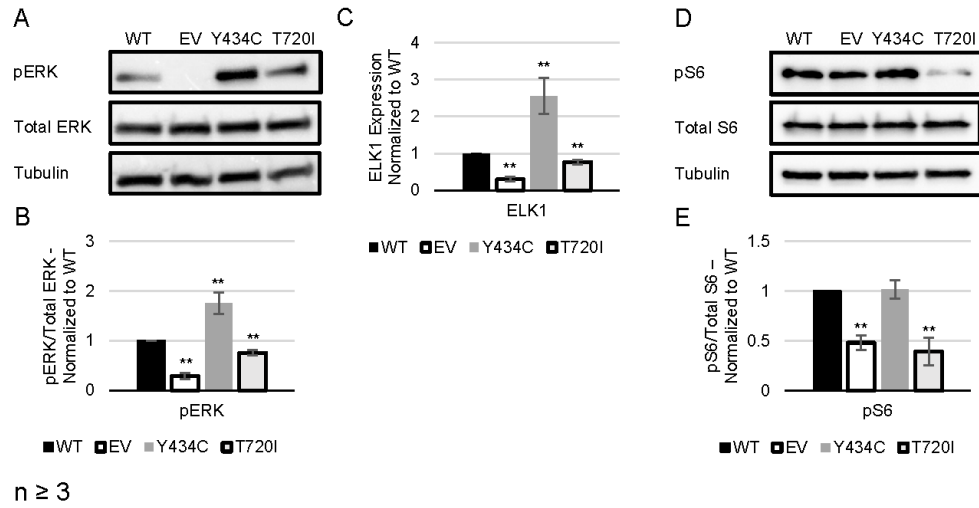 A
WT EV Y434C T720I
pERK
Total ERK
Tubulin
B
pERK/Total ERK -
Normalized to WT
3
2
1
0
**
**
**
pERK
WT EV Y434C T720I
n ≥ 3
C
ELK1 Expression
Normalized to WT
4
3
2
1
0
**
**
**
ELK1
WT EV Y434C T720I
D
WT EV Y434C T720I
pS6
Total S6
Tubulin
E
pS6/Total S6 –
Normalized to WT
1.5
1
0.5
0
**
**
pS6
WT EV Y434C T720I